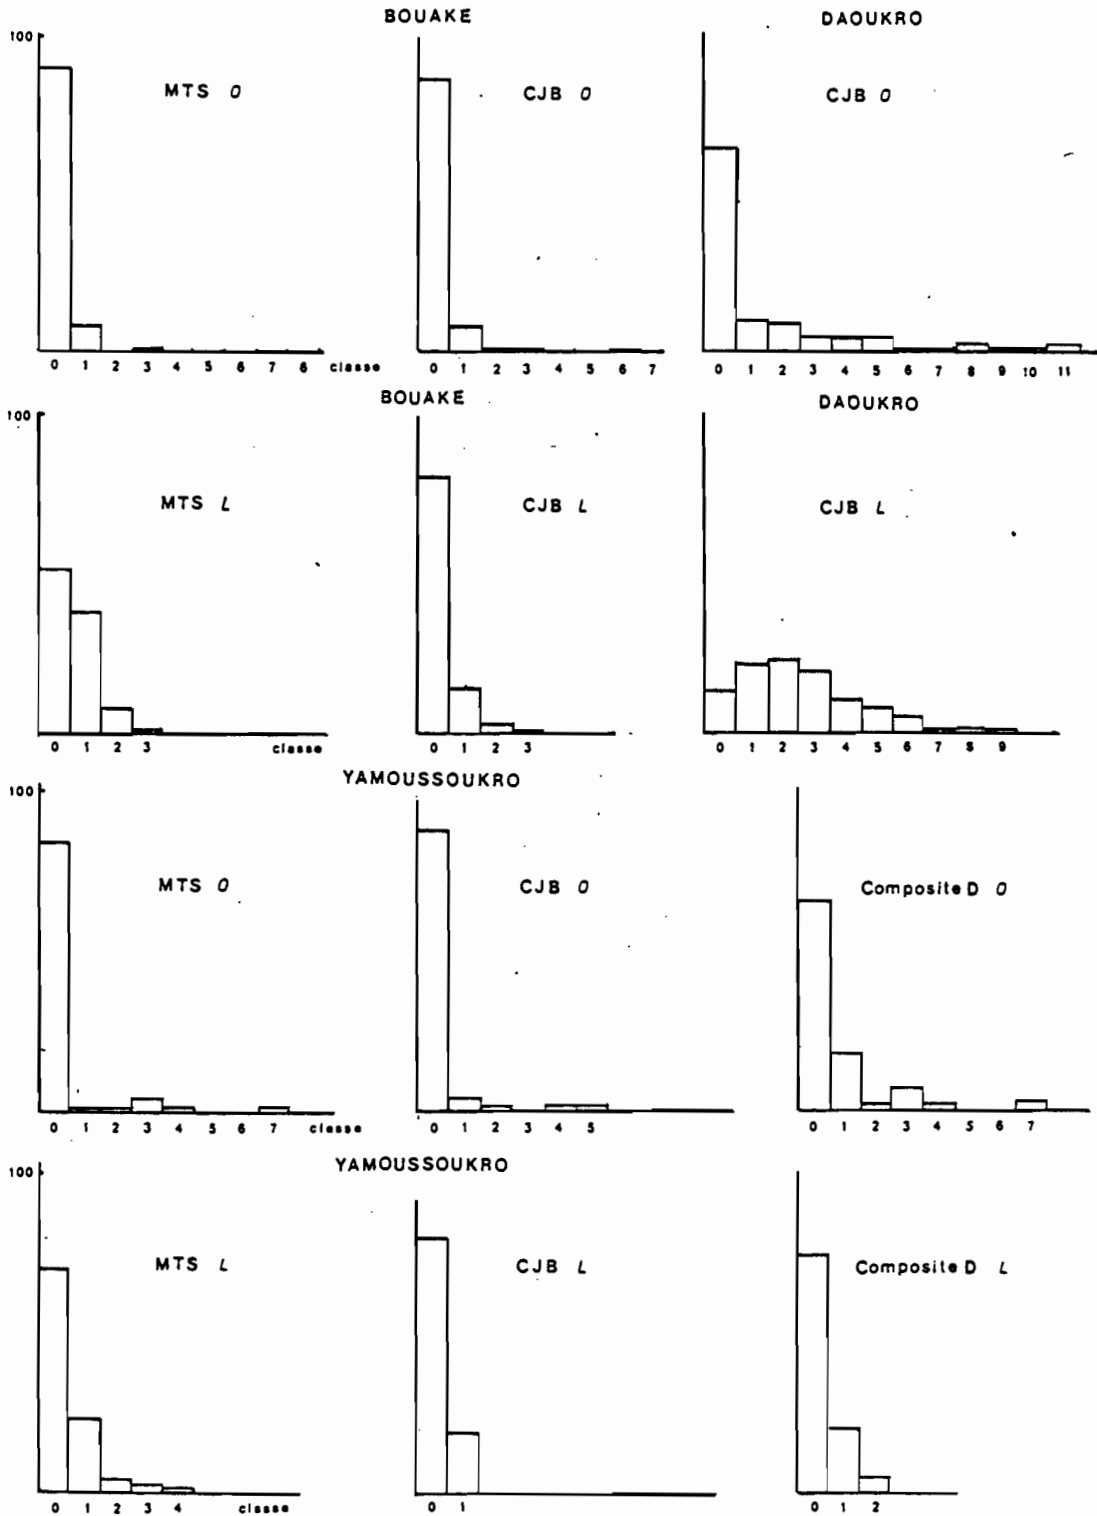 BOUAKE DAOUKRO
100
MTS O CJB O CJB O
0 1 2 3 4 5 6 7 8 classe 0 1 2 3 4 5 6 7 0 1 2 3 4 5 6 7 8 9 10 11
BOUAKE DAOUKRO
100
MTS L CJB L CJB L
0 1 2 3 classe 0 1 2 3 0 1 2 3 4 5 6 7 8 9
YAMOUSSOUKRO
100
MTS O CJB O Composite D O
0 1 2 3 4 5 6 7 classe 0 1 2 3 4 5 0 1 2 3 4 5 6 7
YAMOUSSOUKRO
100
MTS L CJB L Composite D L
0 1 2 3 4 classe 0 1 0 1 2